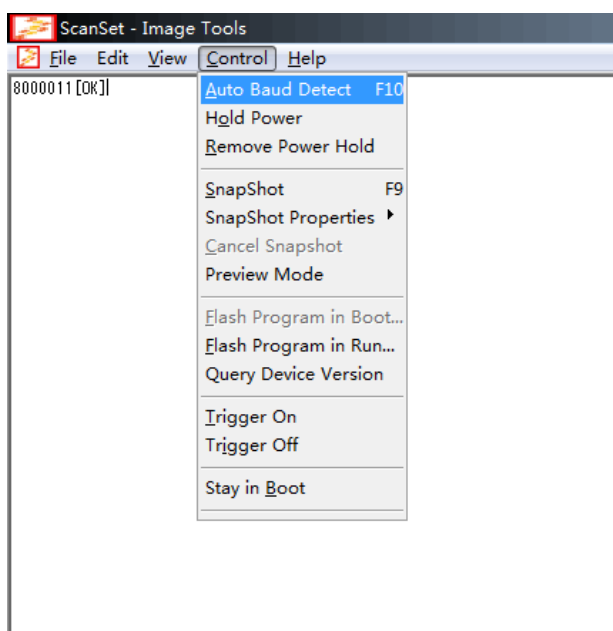 ScanSet - Image Tools
File Edit View Control Help
8000011[OK]
Auto Baud Detect F10
Hold Power
Remove Power Hold
SnapShot F9
SnapShot Properties
Cancel Snapshot
Preview Mode
Flash Program in Boot...
Flash Program in Run...
Query Device Version
Trigger On
Trigger Off
Stay in Boot